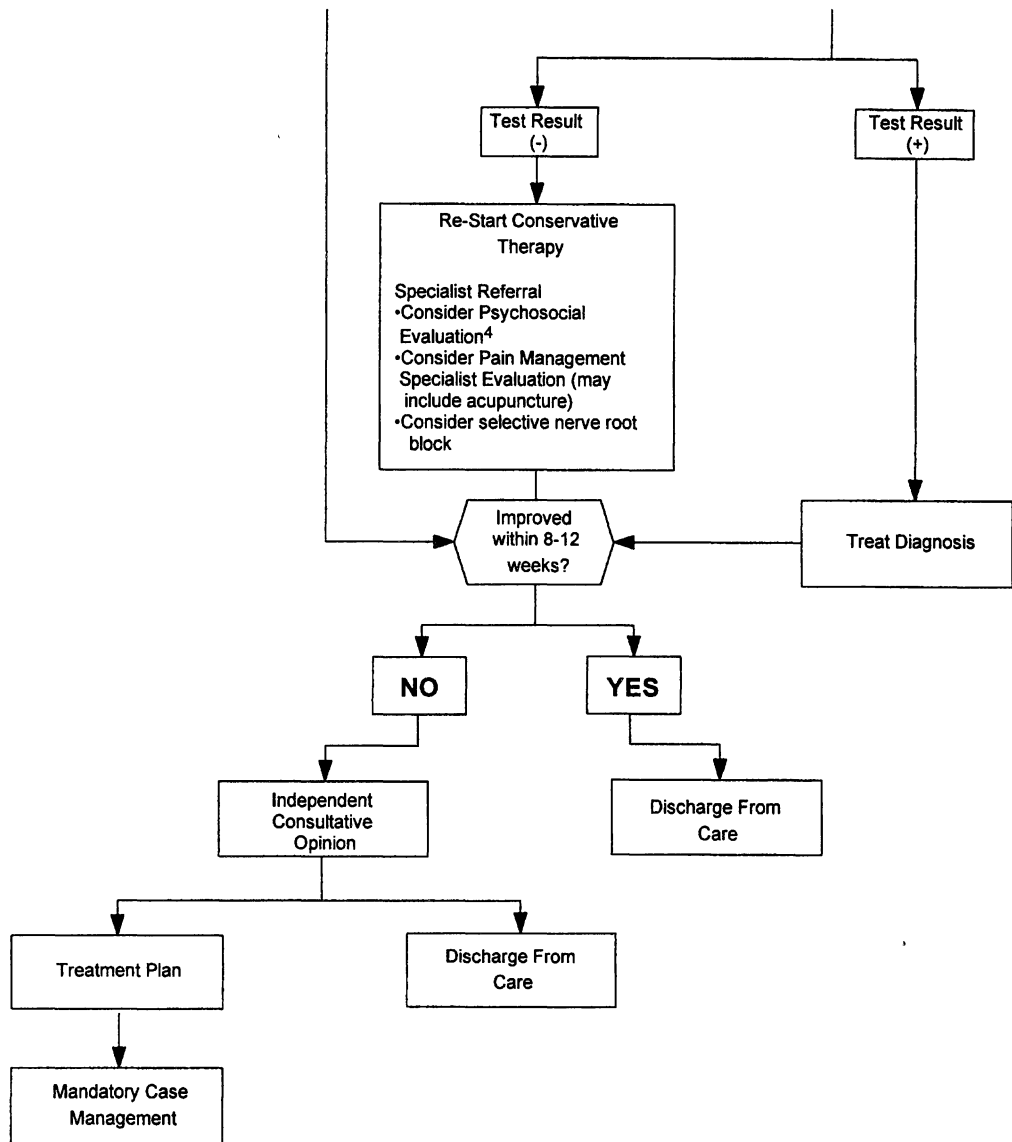 Test Result
(-)
Test Result
(+)
Re-Start Conservative
Therapy
Specialist Referral
•Consider Psychosocial
Evaluation4
•Consider Pain Management
Specialist Evaluation (may
include acupuncture)
•Consider selective nerve root
block
Improved
within 8-12
weeks?
Treat Diagnosis
NO
YES
Independent
Consultative
Opinion
Discharge From
Care
Treatment Plan
Discharge From
Care
Mandatory Case
Management